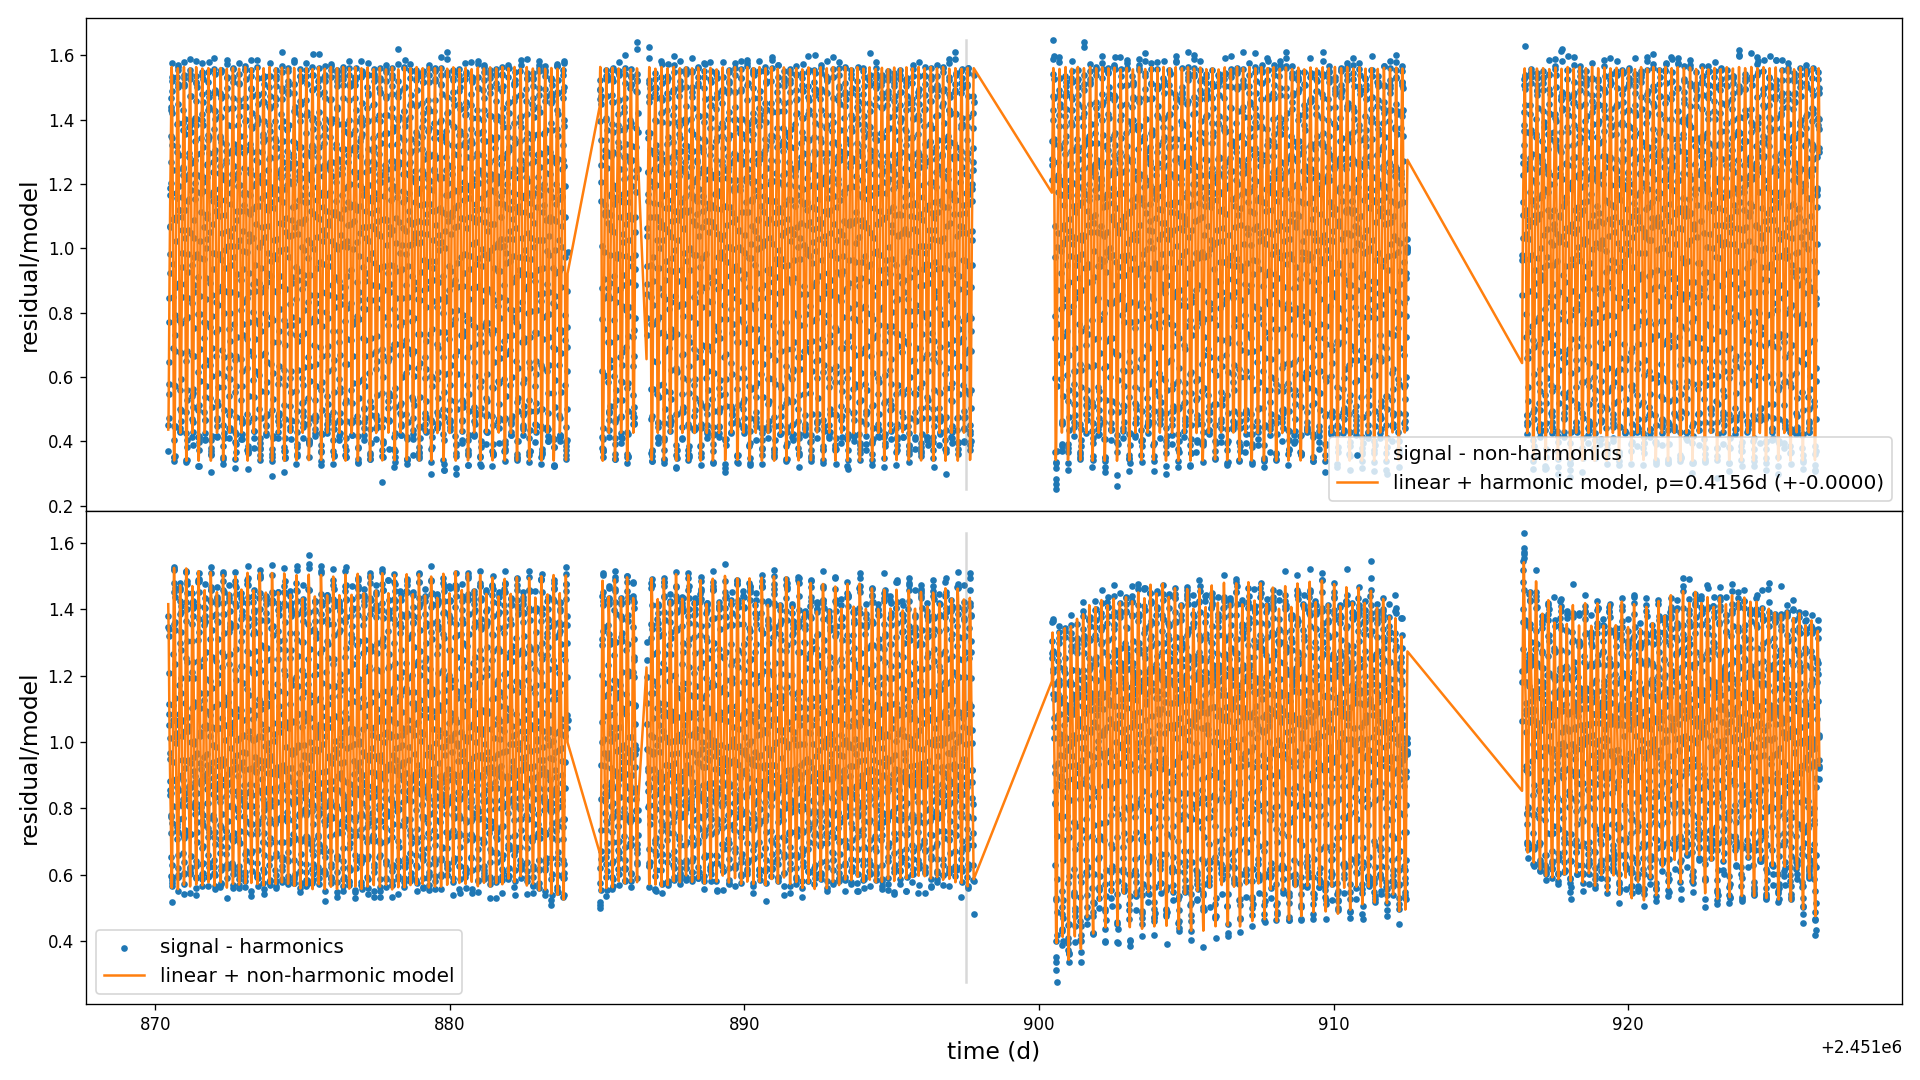 1.6
1.4
1.2
1.0
0.8
0.6
0.4
0.2
residual/model
signal - non-harmonics
linear + harmonic model, p=0.4156d (+-0.0000)
1.6
1.4
1.2
1.0
0.8
0.6
0.4
residual/model
signal - harmonics
linear + non-harmonic model
870 880 890 900 910 920
time (d)
+2.451e6